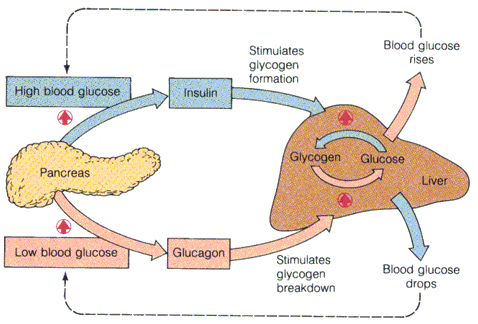 Blood glucose
rises
Stimulates
glycogen
formation
High blood glucose
Insulin
Glycogen
Glucose
Pancreas
Liver
Low blood glucose
Glucagon
Stimulates
glycogen
breakdown
Blood glucose
drops